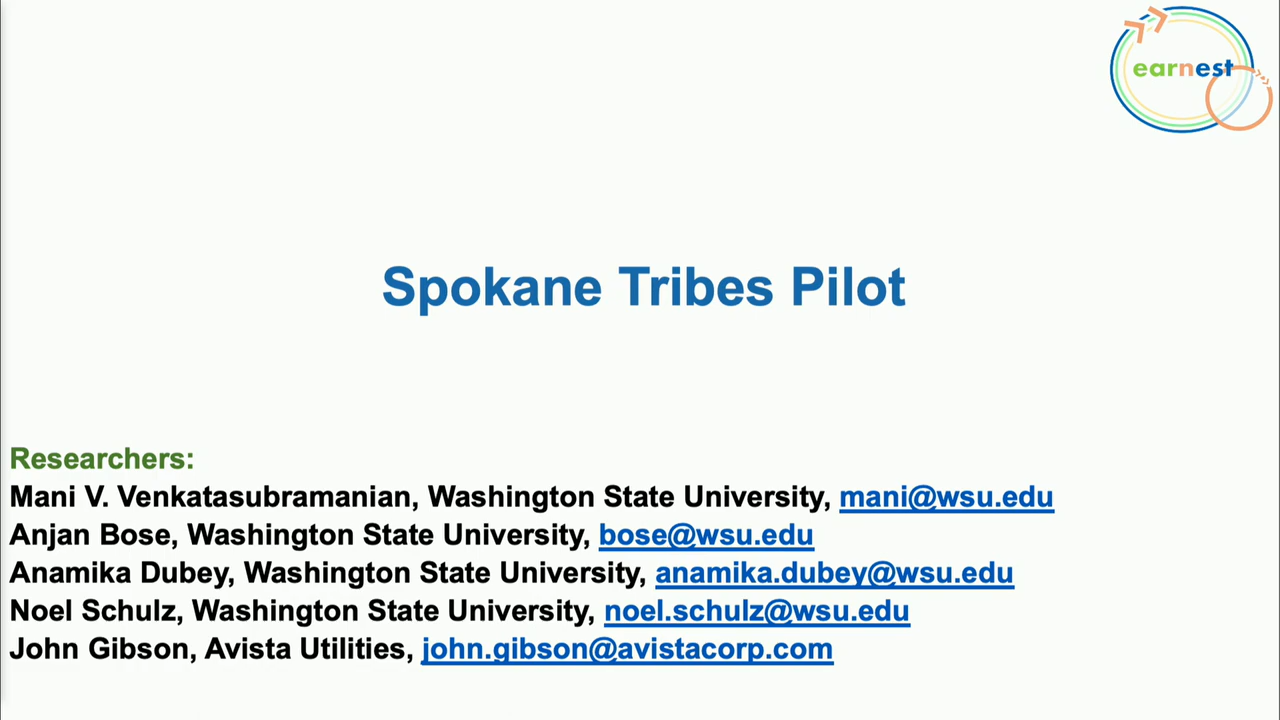 earnest
Spokane Tribes Pilot
Researchers:
Mani V. Venkatasubramanian, Washington State University, mani@wsu.edu
Anjan Bose, Washington State University, bose@wsu.edu
Anamika Dubey, Washington State University, anamika.dubey@wsu.edu
Noel Schulz, Washington State University, noel.schulz@wsu.edu
John Gibson, Avista Utilities, john.gibson@avistacorp.com